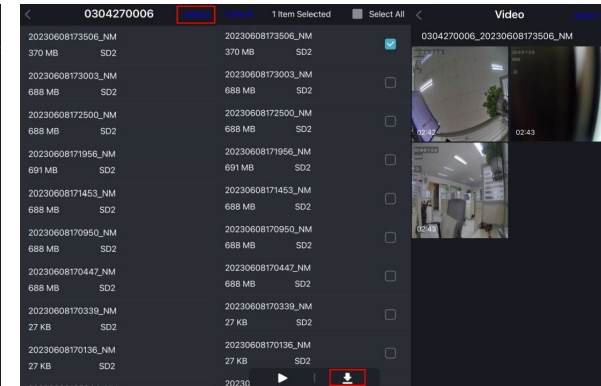 0304270006
20230608173506_NM
370 MB SD2
20230608173003_NM
688 MB SD2
20230608172500_NM
688 MB SD2
20230608171956_NM
691 MB SD2
20230608171453_NM
688 MB SD2
20230608170950_NM
688 MB SD2
20230608170447_NM
688 MB SD2
20230608170339_NM
27 KB SD2
20230608170136_NM
27 KB SD2
1 Item Selected Select All
20230608173506_NM
370 MB SD2
20230608173003_NM
688 MB SD2
20230608172500_NM
688 MB SD2
20230608171956_NM
691 MB SD2
20230608171453_NM
688 MB SD2
20230608170950_NM
688 MB SD2
20230608170447_NM
688 MB SD2
20230608170339_NM
27 KB SD2
20230608170136_NM
27 KB SD2
20230
Video
0304270006_20230608173506_NM
02:42
02:43
02:43